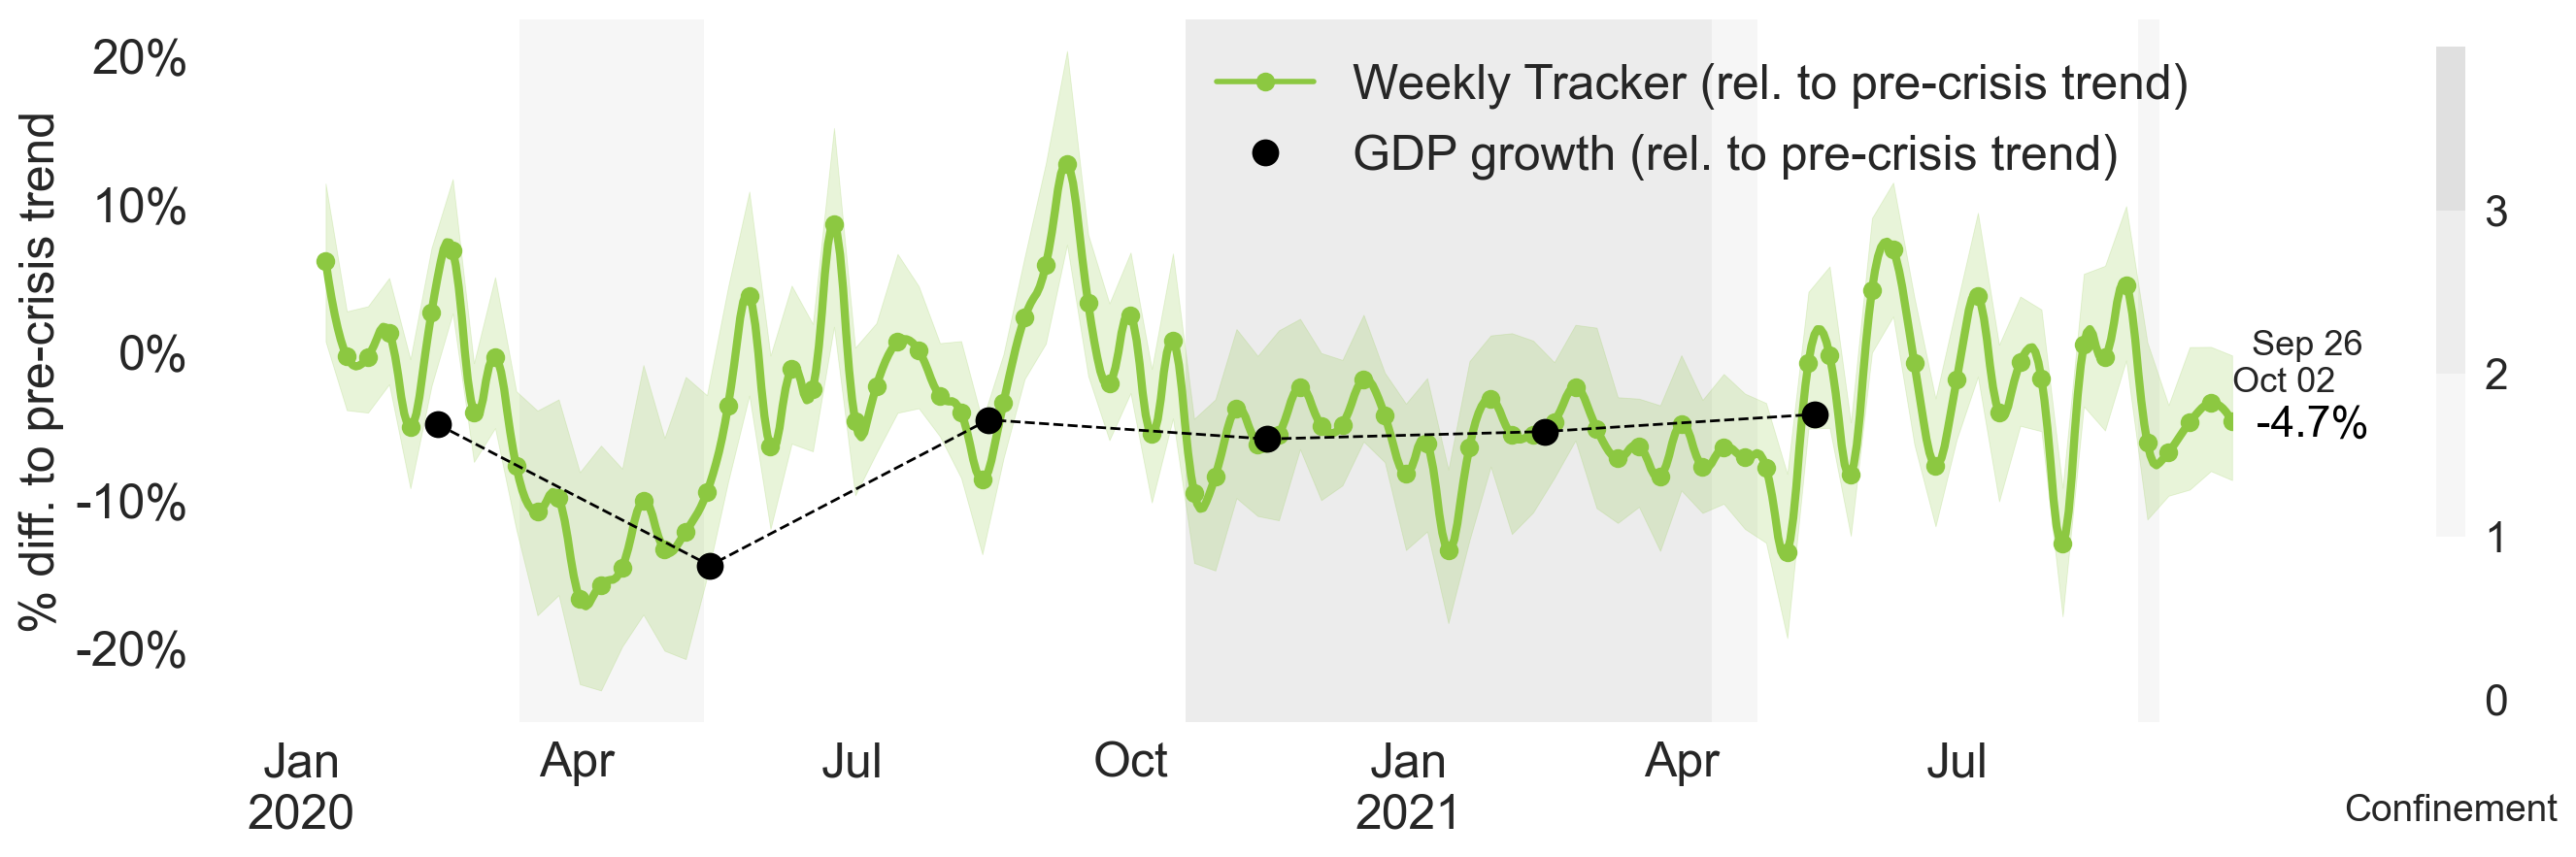 % diff. to pre-crisis trend
20%
10%
0%
-10%
-20%
Weekly Tracker (rel. to pre-crisis trend)
GDP growth (rel. to pre-crisis trend)
Sep 26
Oct 02
-4.7%
3
2
1
0
Jan Apr Jul Oct Jan Apr Jul
2020 2021
Confinement